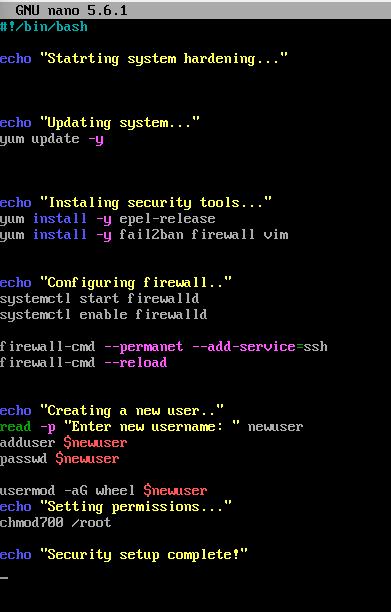 GNU nano 5.6.1
#!/bin/bash
echo "Statrting system hardening..."
echo "Updating system..."
yum update -y
echo "Instaling security tools..."
yum install -y epel-release
yum install -y fail2ban firewall vim
echo "Configuring firewall.."
systemctl start firewalld
systemctl enable firewalld
firewall-cmd --permanet --add-service=ssh
firewall-cmd --reload
echo "Creating a new user.."
read -p "Enter new username: " newuser
adduser $newuser
passwd $newuser
usermod -aG wheel $newuser
echo "Setting permissions..."
chmod700 /root
echo "Security setup complete!"